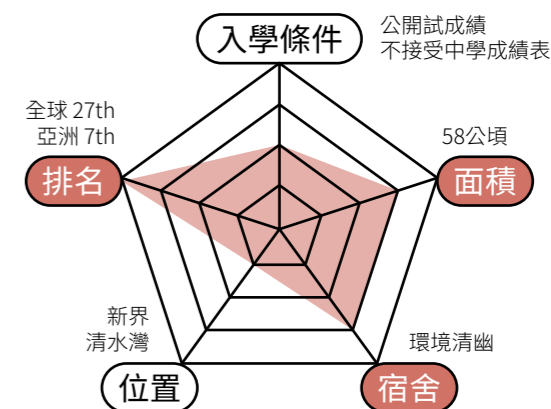 入學條件
公開試成績
不接受中學成績表
全球 27th
亞洲 7th
排名
58公頃
面積
新界
清水灣
位置
環境清幽
宿舍